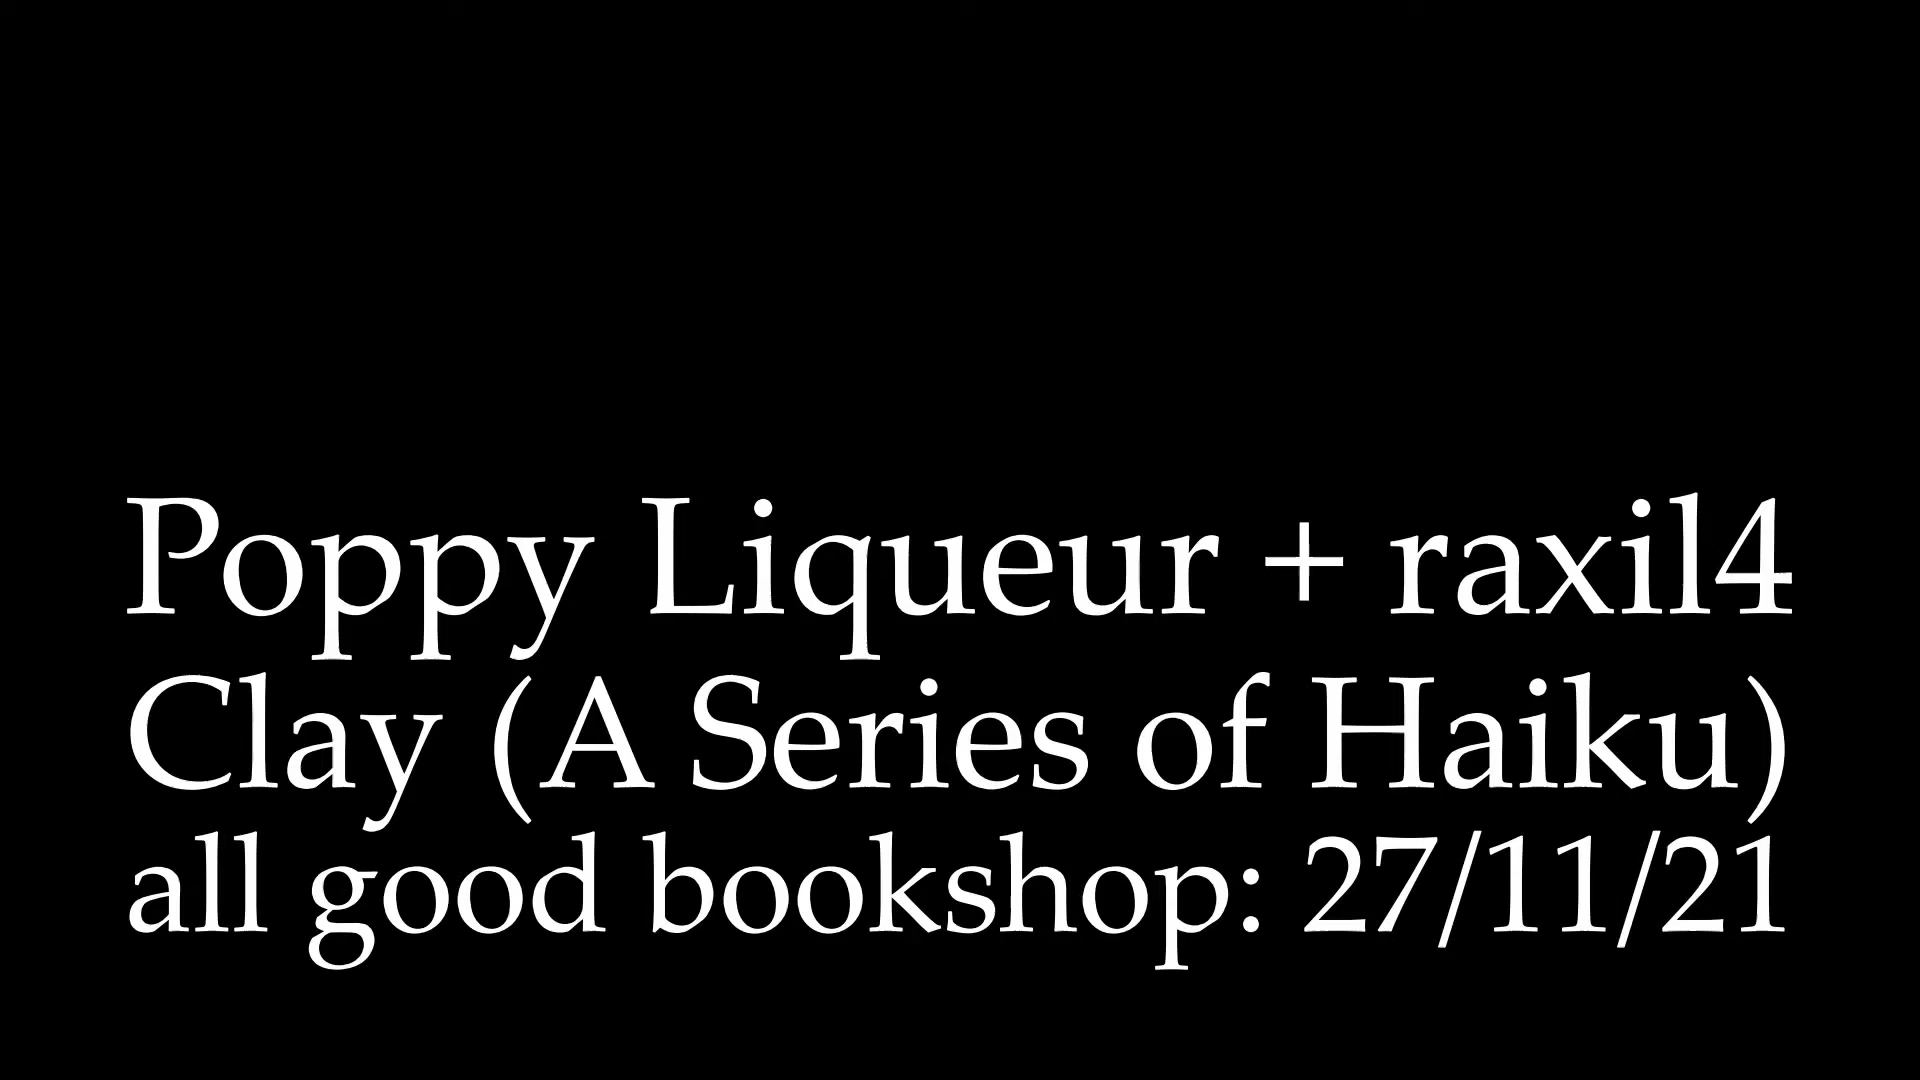 Poppy Liqueur + raxil4
Clay (A Series of Haiku)
all good bookshop: 27/11/21